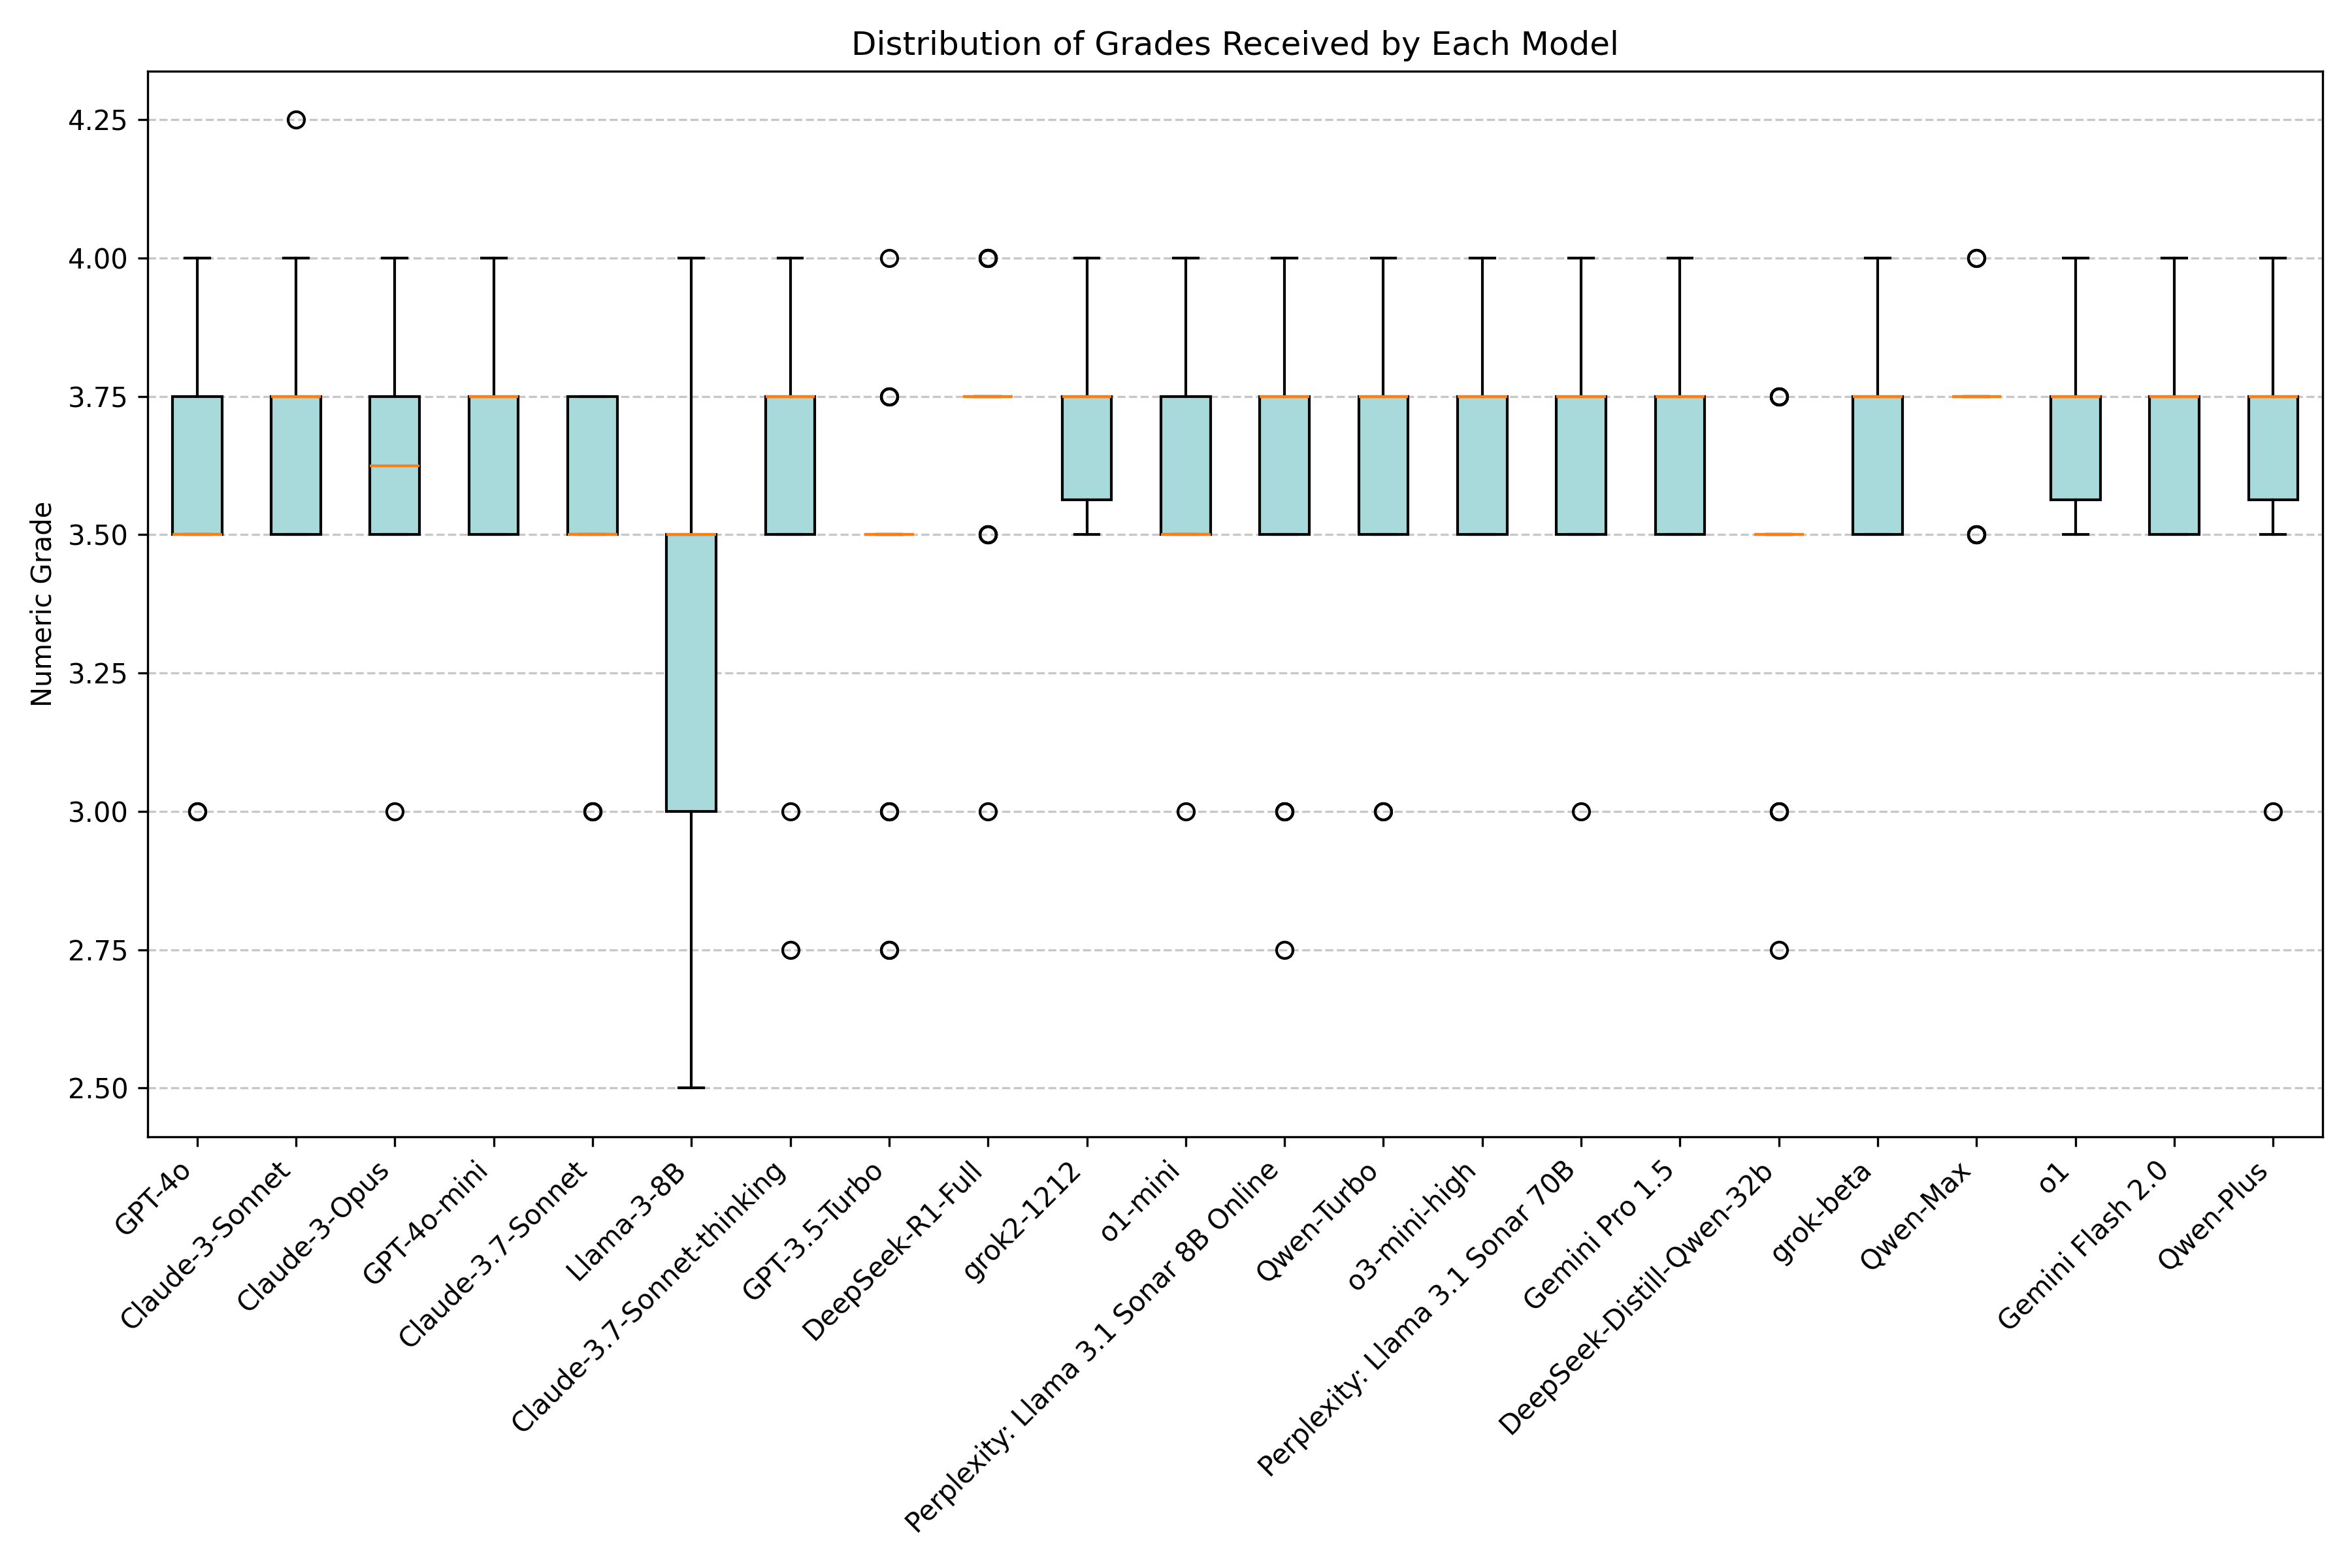 Distribution of Grades Received by Each Model
Numeric Grade
4.25
4.00
3.75
3.50
3.25
3.00
2.75
2.50
GPT-4o
Claude-3-Sonnet
Claude-3-Opus
GPT-4o-mini
Claude-3.7-Sonnet
Llama-3-8B
Claude-3.7-Sonnet-thinking
GPT-3.5-Turbo
DeepSeek-R1-Full
grok2-1212
o1-mini
Perplexity: Llama 3.1 Sonar 8B Online
Qwen-Turbo
o3-mini-high
Perplexity: Llama 3.1 Sonar 70B
Gemini Pro 1.5
DeepSeek-Distill-Qwen-32b
grok-beta
Qwen-Max
o1
Gemini Flash 2.0
Qwen-Plus